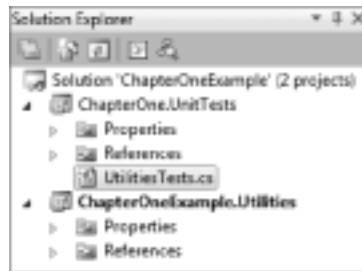 Solution Explorer
Solution 'ChapterOneExample' (2 projects)
ChapterOne.UnitTests
Properties
References
UtilitiesTests.cs
ChapterOneExample.Utilities
Properties
References